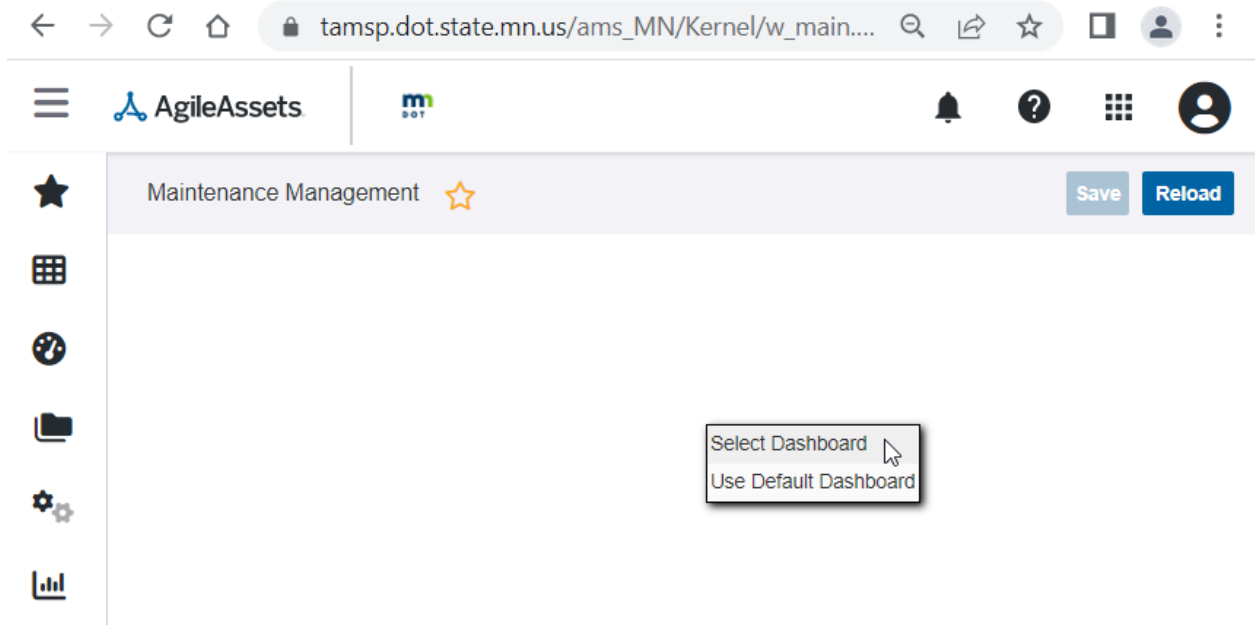 tamsp.dot.state.mn.us/ams_MN/Kernel/w_main....
AgileAssets
mn
DOT
Maintenance Management
Save
Reload
Select Dashboard
Use Default Dashboard